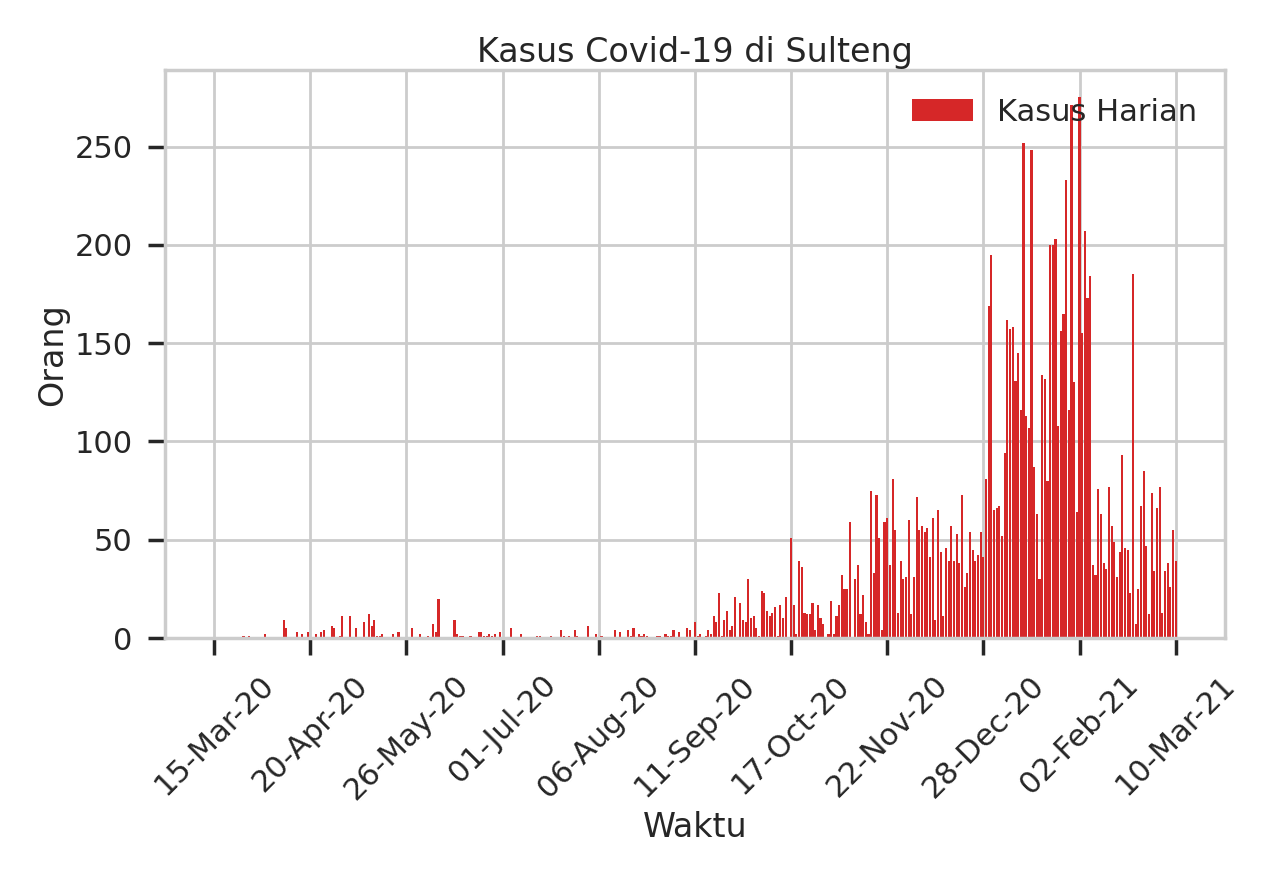 Kasus Covid-19 di Sulteng
Kasus Harian
250
200
150
100
50
0
Orang
15-Mar-20
20-Apr-20
26-May-20
01-Jul-20
06-Aug-20
11-Sep-20
17-Oct-20
22-Nov-20
28-Dec-20
02-Feb-21
10-Mar-21
Waktu